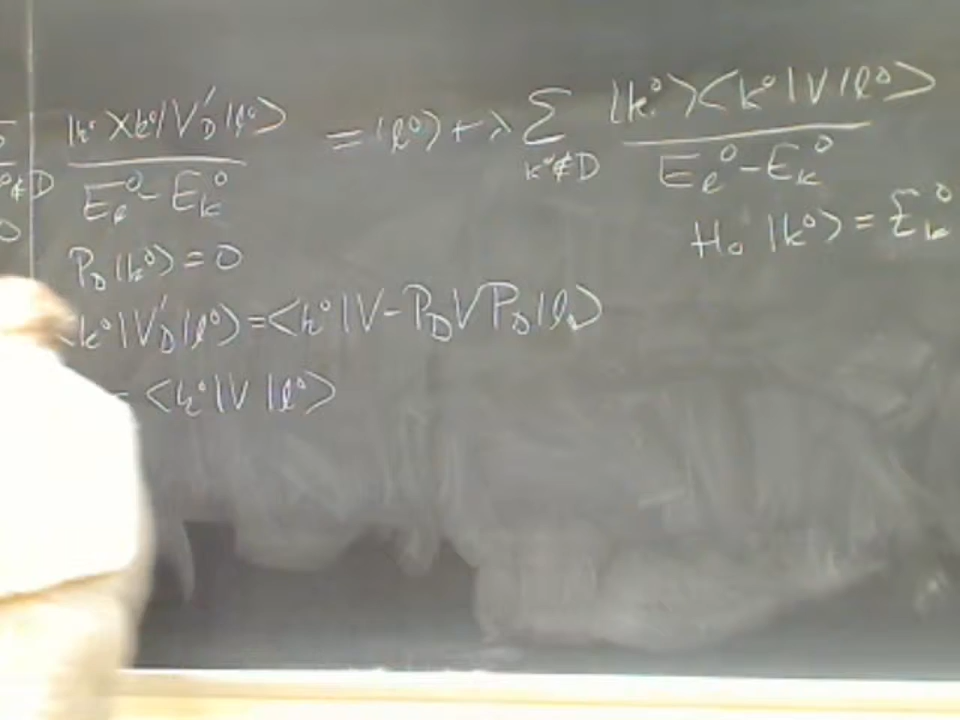 |k⁰><k⁰|V'_D|l⁰> / E_l⁰ - E_k⁰ = |l⁰> + λ Σ_{k⁰∉D} |k⁰><k⁰|V|l⁰> / E_l⁰ - E_k⁰
P_D |k⁰> = 0
H₀ |k⁰> = E_k⁰
<k⁰|V'_D|l⁰> = <k⁰|V - P_D V P_D|l⁰>
= <k⁰|V|l⁰>